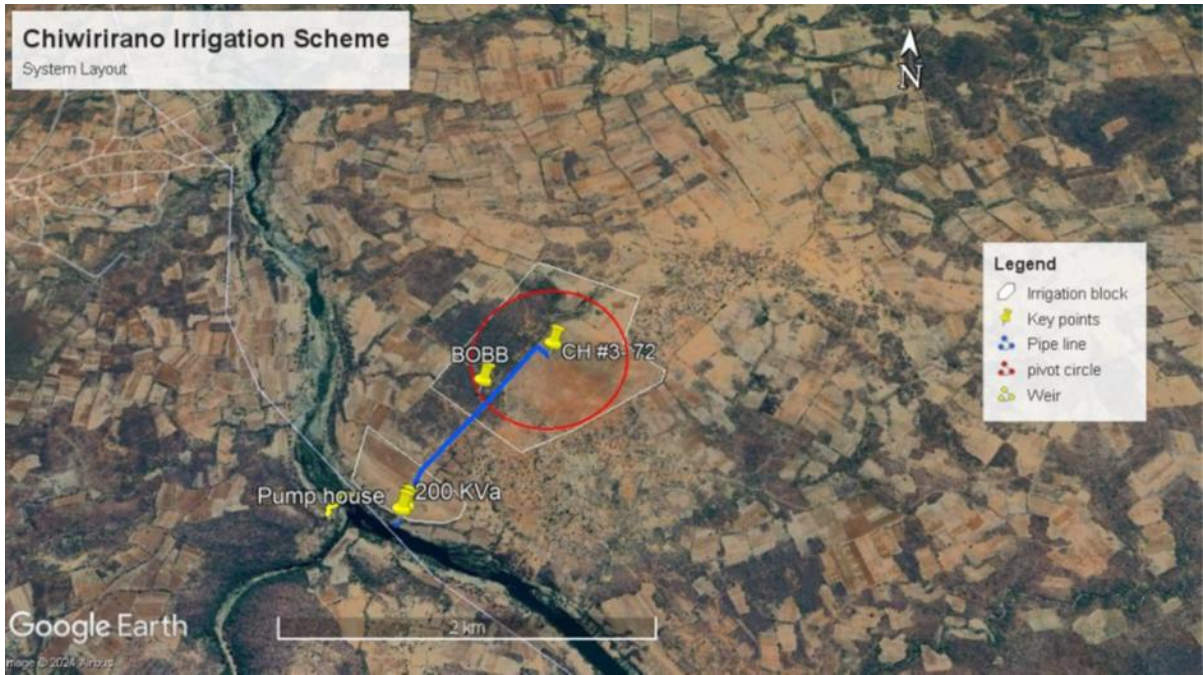 Chiwirirano Irrigation Scheme
System Layout
N
Legend
Irrigation block
Key points
Pipe line
pivot circle
Weir
BOBB
CH #3- 72
Pump house
200 KVa
Google Earth
2 km
Image © 2024 Airbus